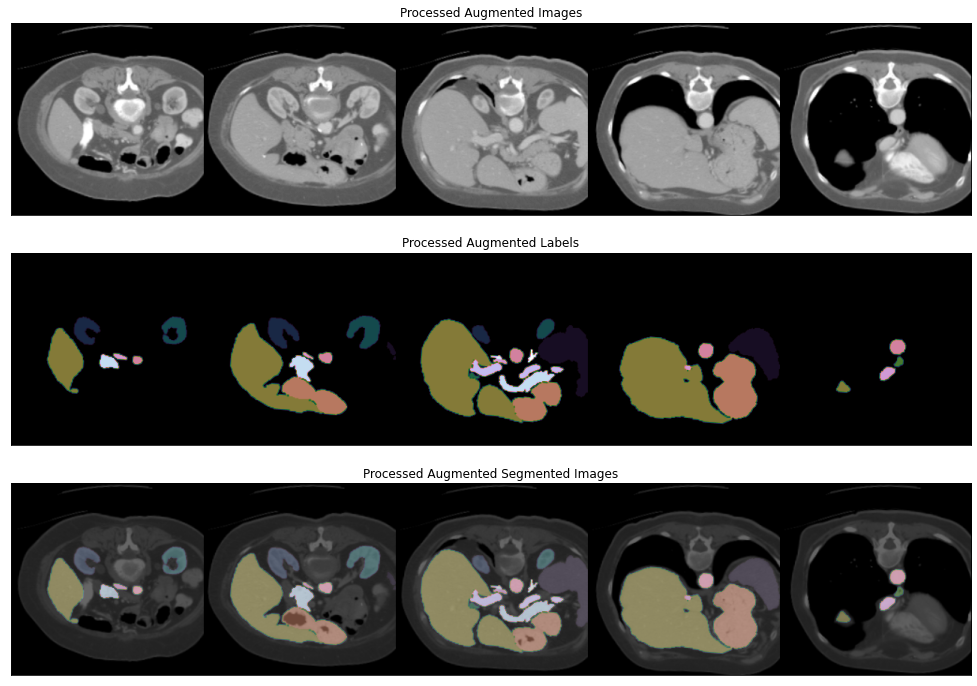 Processed Augmented Images
Processed Augmented Labels
Processed Augmented Segmented Images